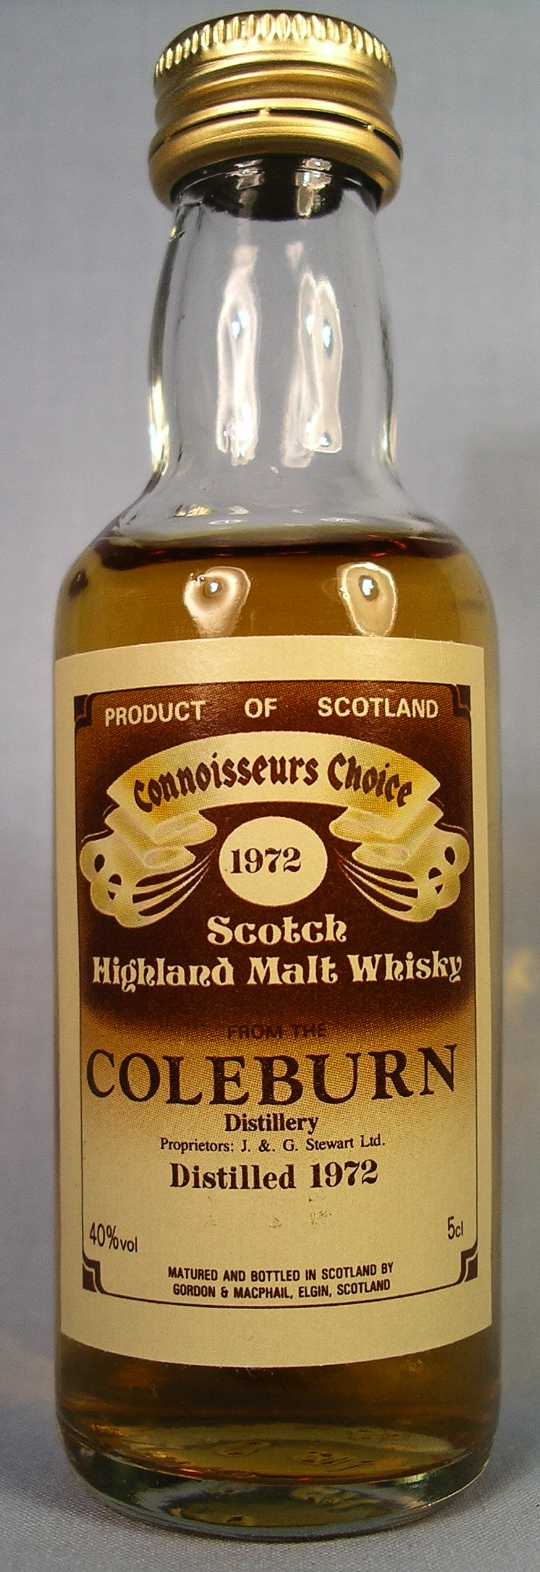 PRODUCT OF SCOTLAND
Connoisseurs Choice
1972
Scotch
Highland Malt Whisky
FROM THE
COLEBURN
Distillery
Proprietors: J. &. G. Stewart Ltd.
Distilled 1972
40%vol 5cl
MATURED AND BOTTLED IN SCOTLAND BY
GORDON & MACPHAIL, ELGIN, SCOTLAND